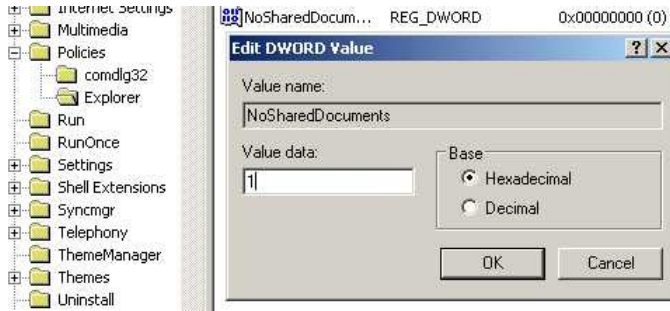 Internet Settings
Multimedia
Policies
comdlg32
Explorer
Run
RunOnce
Settings
Shell Extensions
Syncmgr
Telephony
ThemeManager
Themes
Uninstall
NoSharedDocum... REG_DWORD 0x00000000 (0)
Edit DWORD Value
Value name:
NoSharedDocuments
Value data:
1
Base
Hexadecimal
Decimal
OK Cancel